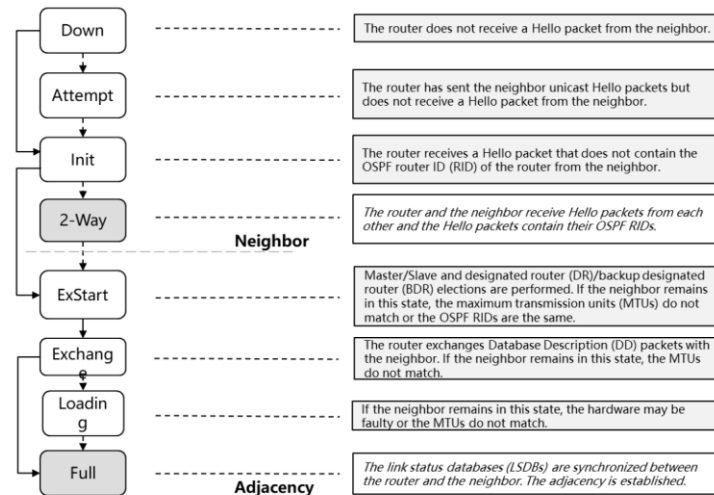 Down
The router does not receive a Hello packet from the neighbor.
Attempt
The router has sent the neighbor unicast Hello packets but
does not receive a Hello packet from the neighbor.
Init
The router receives a Hello packet that does not contain the
OSPF router ID (RID) of the router from the neighbor.
2-Way
The router and the neighbor receive Hello packets from each
other and the Hello packets contain their OSPF RIDs.
Neighbor
ExStart
Master/Slave and designated router (DR)/backup designated
router (BDR) elections are performed. If the neighbor remains
in this state, the maximum transmission units (MTUs) do not
match or the OSPF RIDs are the same.
Exchang
e
The router exchanges Database Description (DD) packets with
the neighbor. If the neighbor remains in this state, the MTUs
do not match.
Loadin
g
If the neighbor remains in this state, the hardware may be
faulty or the MTUs do not match.
Full
The link status databases (LSDBs) are synchronized between
the router and the neighbor. The adjacency is established.
Adjacency